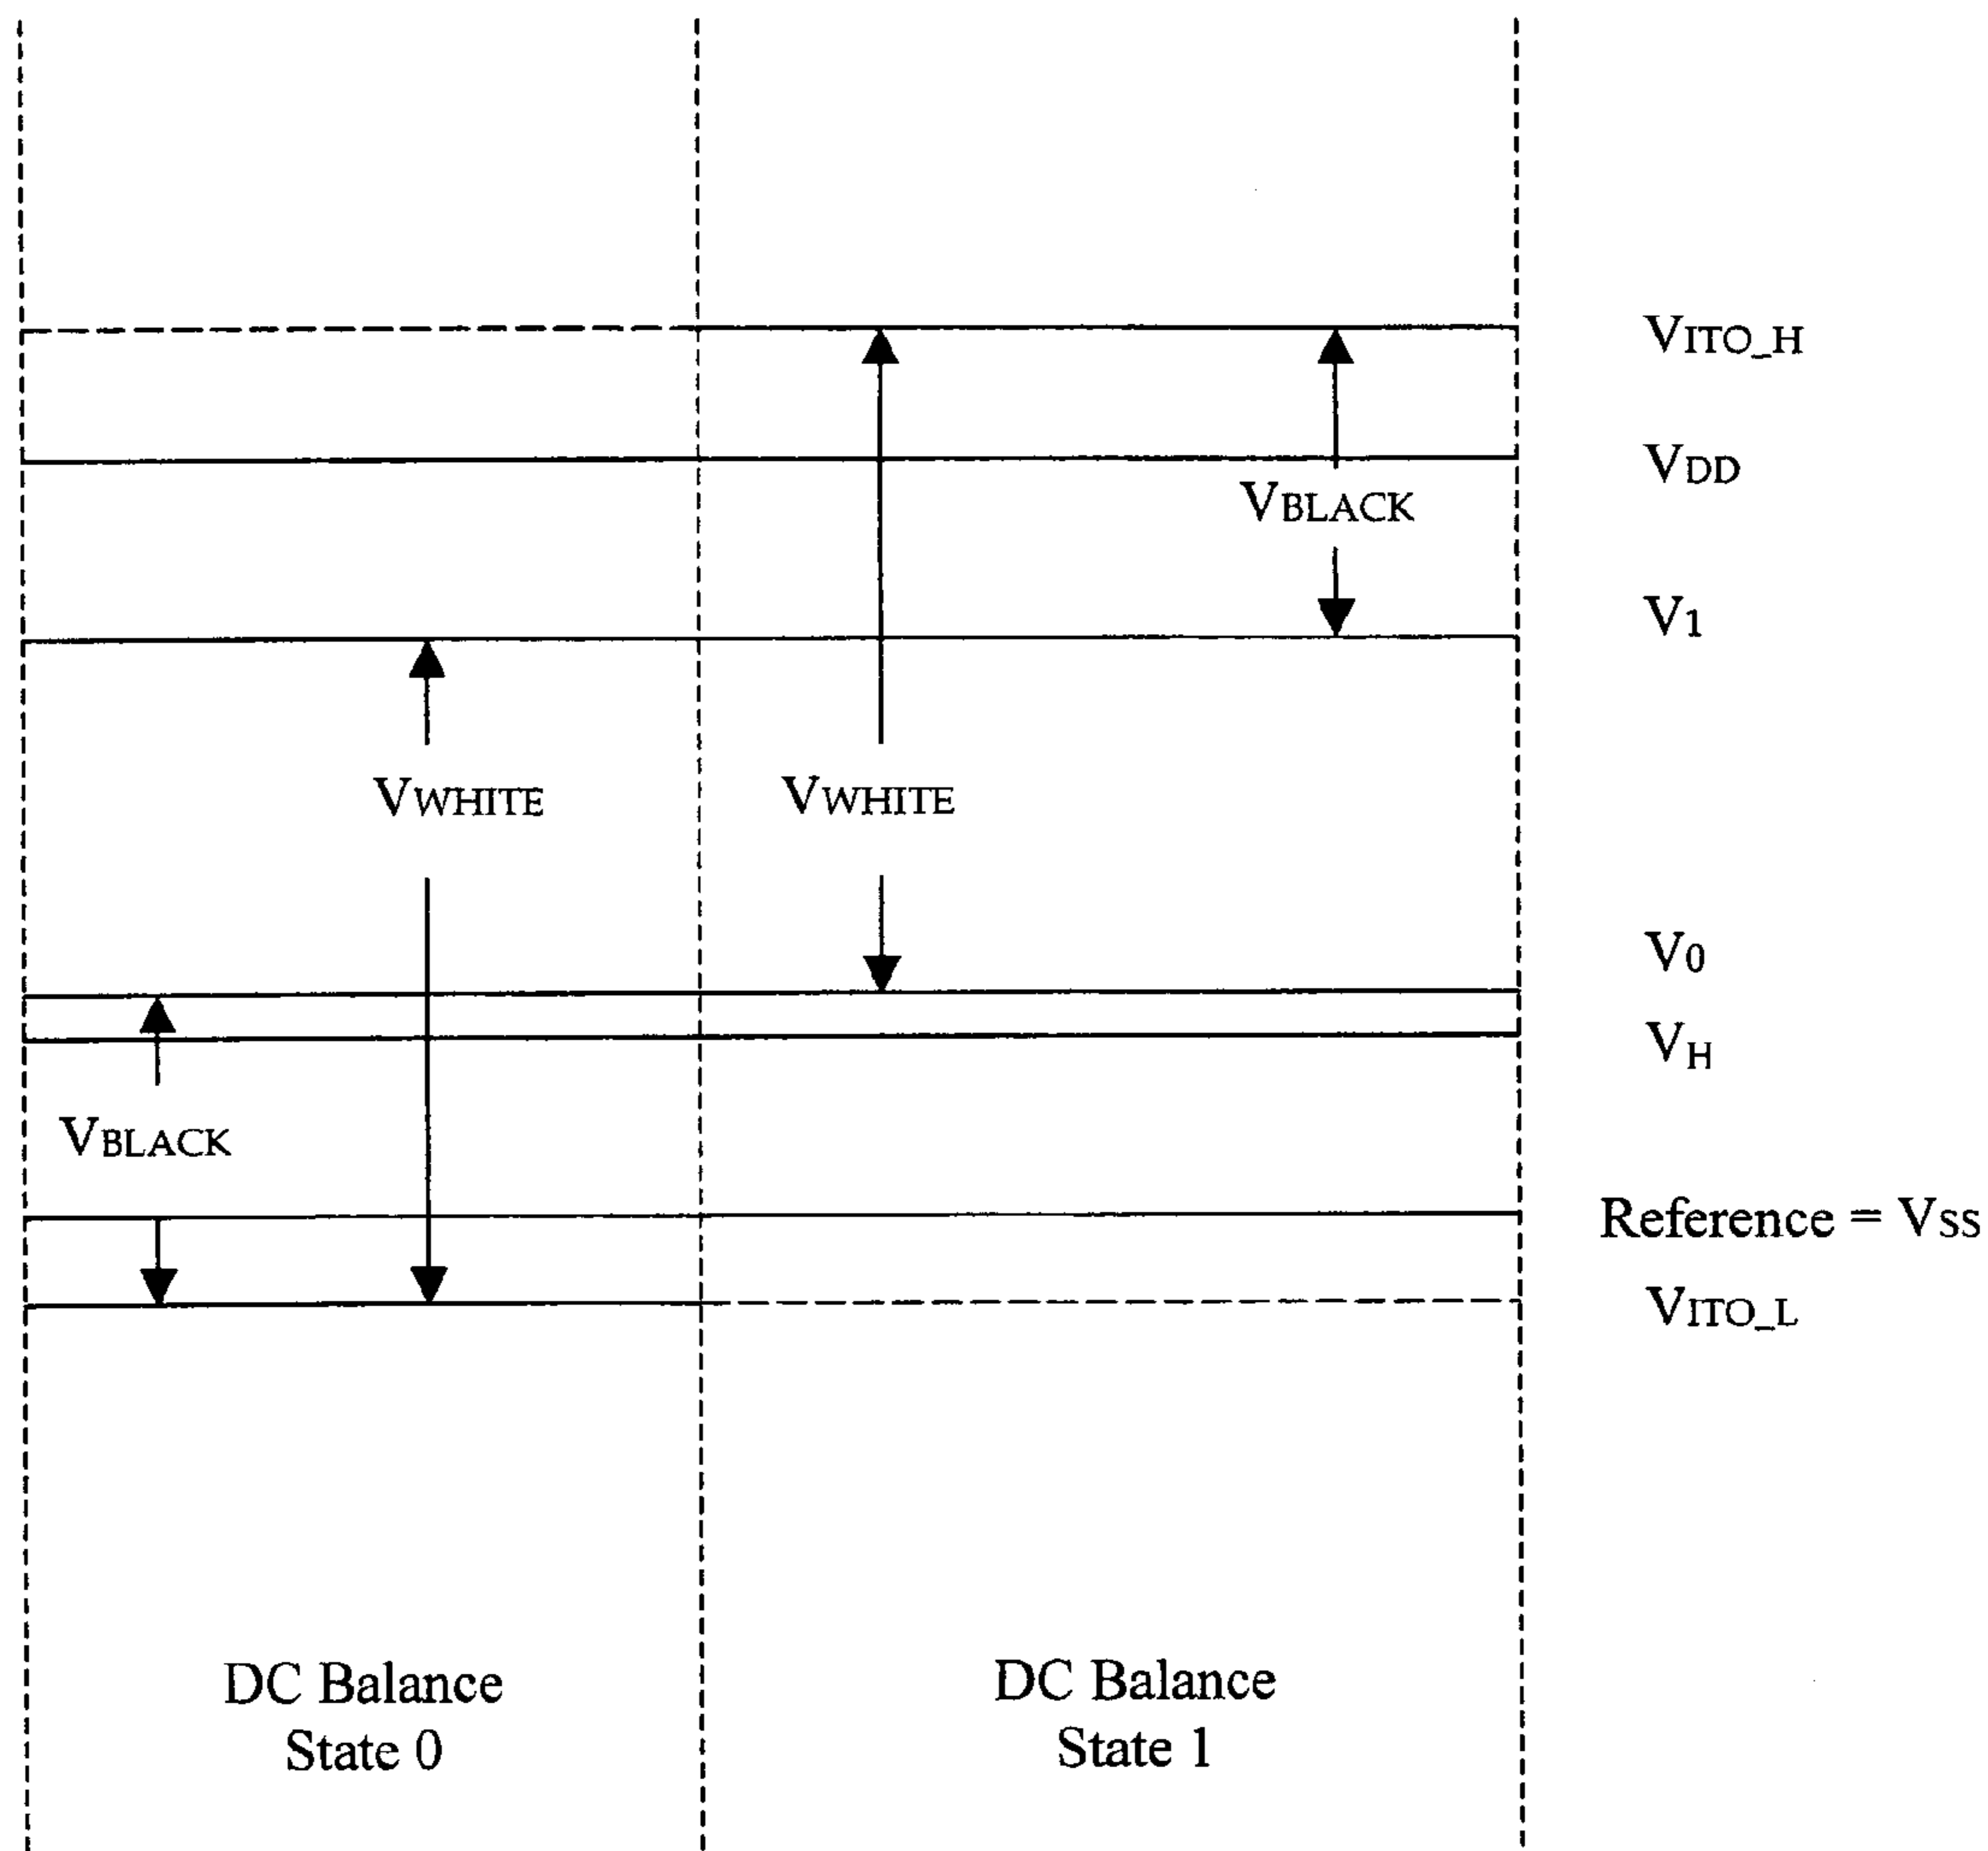 VITO_H
VDD
VBLACK
V1
VWHITE VWHITE
V0
VH
VBLACK
Reference = VSS
VITO_L
DC Balance
State 0
DC Balance
State 1